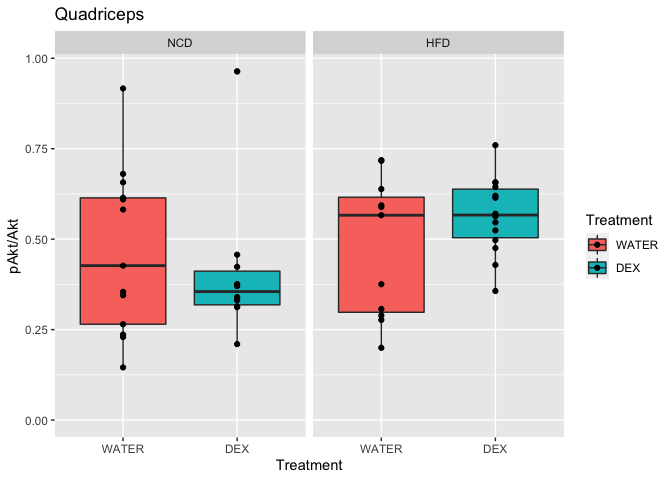 Quadriceps
NCD
HFD
1.00
0.75
0.50
0.25
0.00
pAkt/Akt
WATER
DEX
WATER
DEX
Treatment
Treatment
WATER
DEX